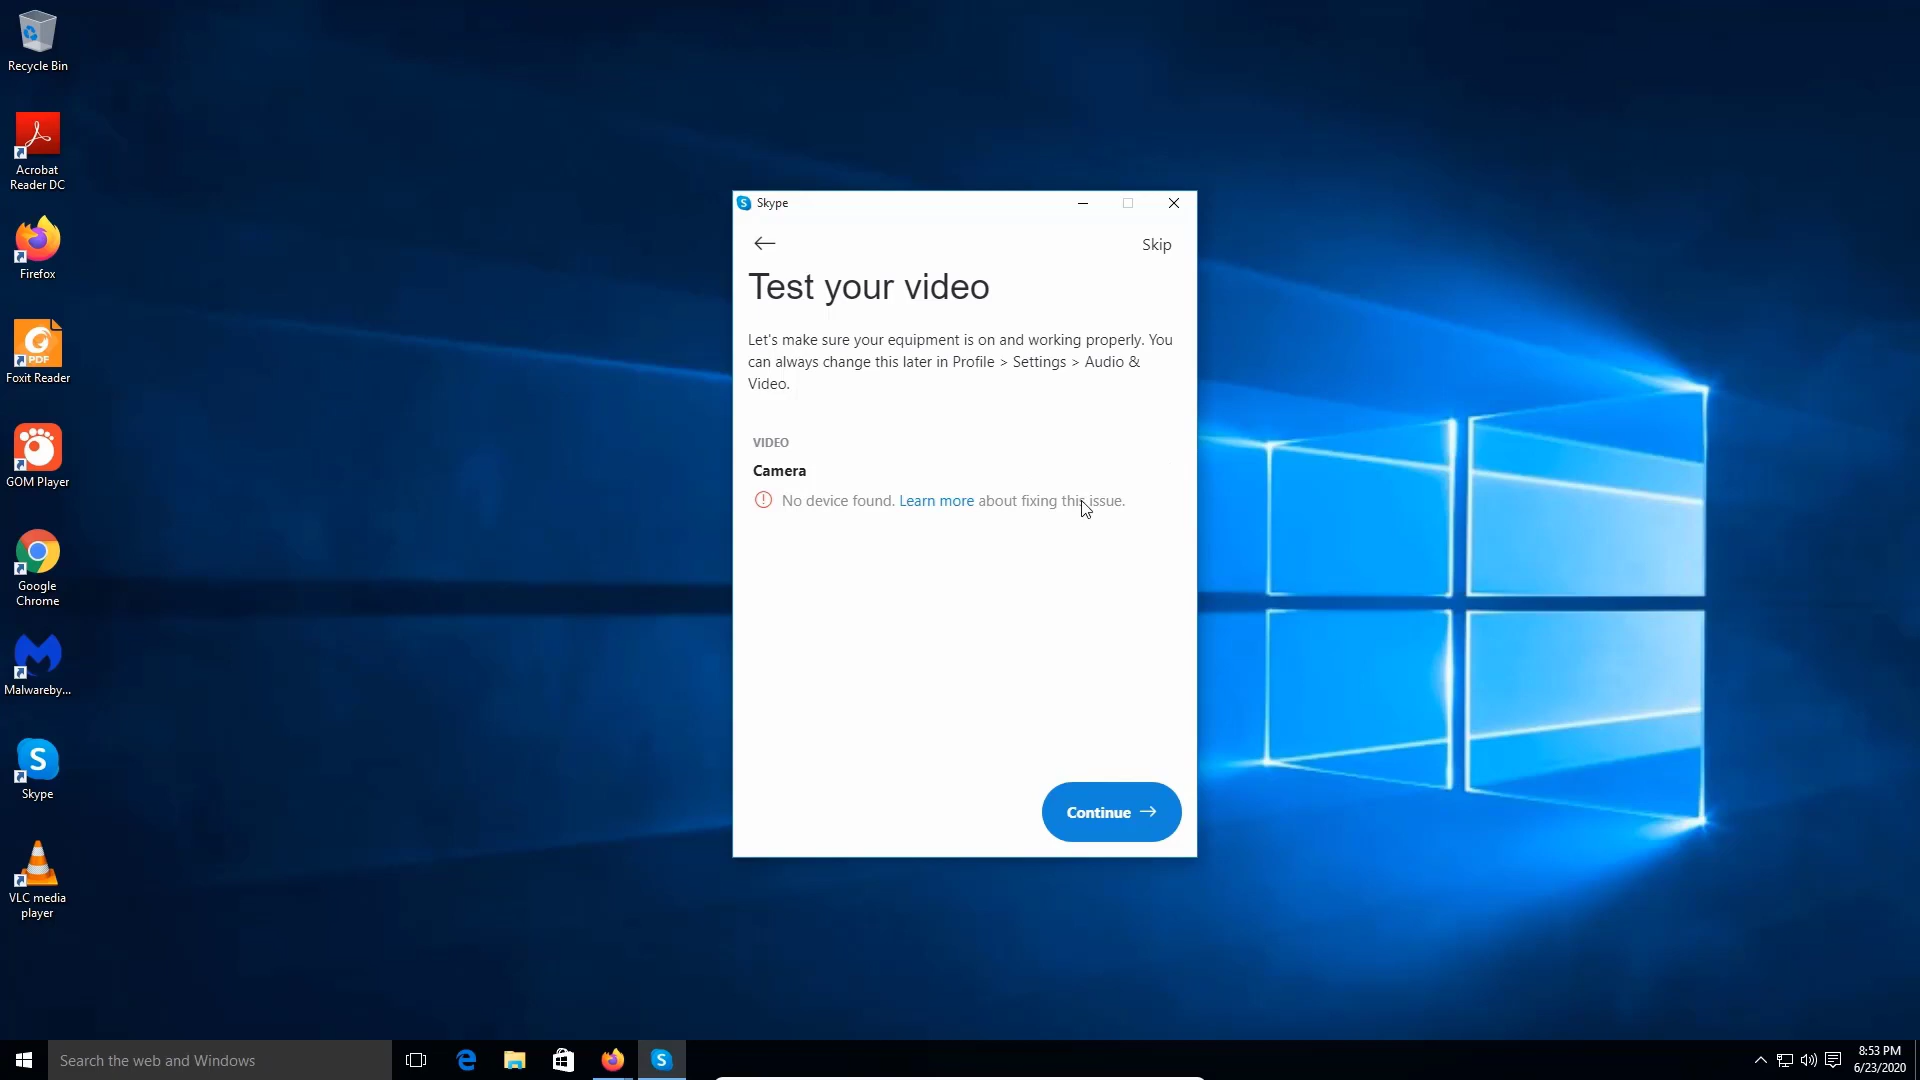 Recycle Bin
Acrobat
Reader DC
Firefox
PDF
Foxit Reader
GOM Player
Google
Chrome
Malwareby...
S
Skype
VLC media
player
S Skype
Skip
Test your video
Let's make sure your equipment is on and working properly. You
can always change this later in Profile > Settings > Audio &
Video.
VIDEO
Camera
No device found. Learn more about fixing this issue.
Continue
Search the web and Windows
S
8:53 PM
6/23/2020